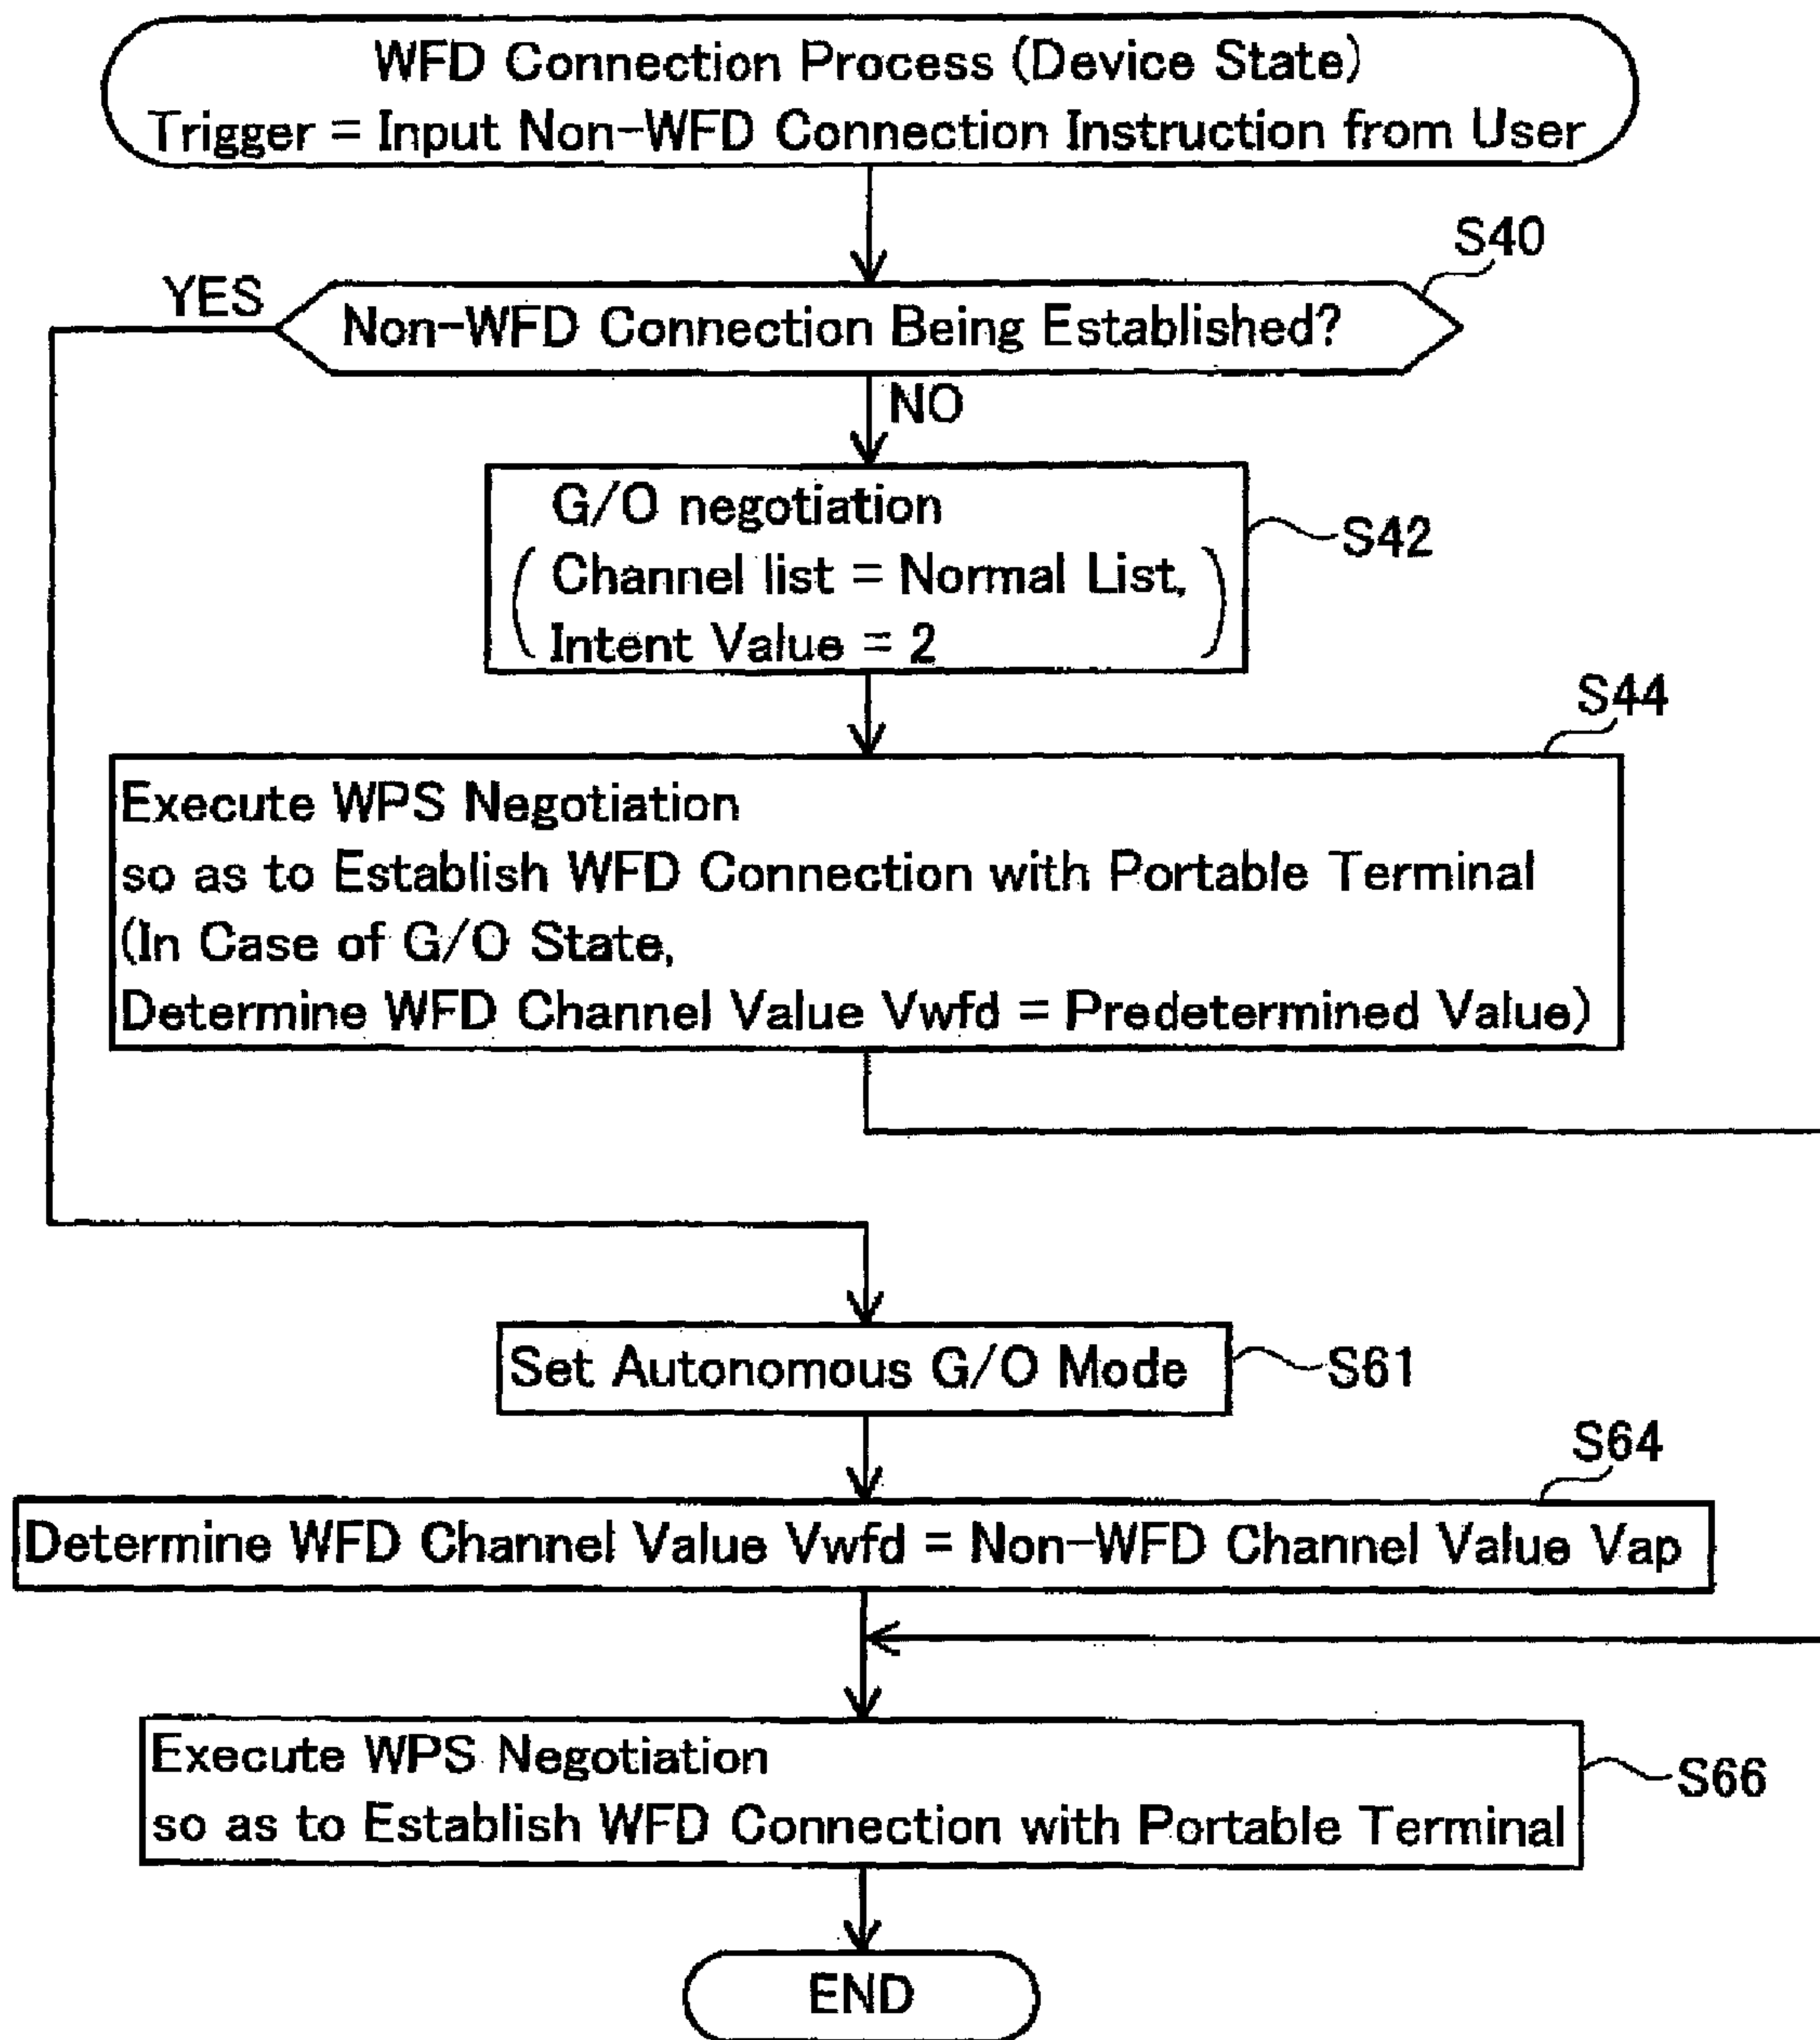 WFD Connection Process (Device State)
Trigger = Input Non-WFD Connection Instruction from User
S40
YES
Non-WFD Connection Being Established?
NO
G/O negotiation
(Channel list = Normal List,
Intent Value = 2)
S42
S44
Execute WPS Negotiation
so as to Establish WFD Connection with Portable Terminal
(In Case of G/O State,
Determine WFD Channel Value Vwfd = Predetermined Value)
Set Autonomous G/O Mode
S61
S64
Determine WFD Channel Value Vwfd = Non-WFD Channel Value Vap
Execute WPS Negotiation
so as to Establish WFD Connection with Portable Terminal
S66
END